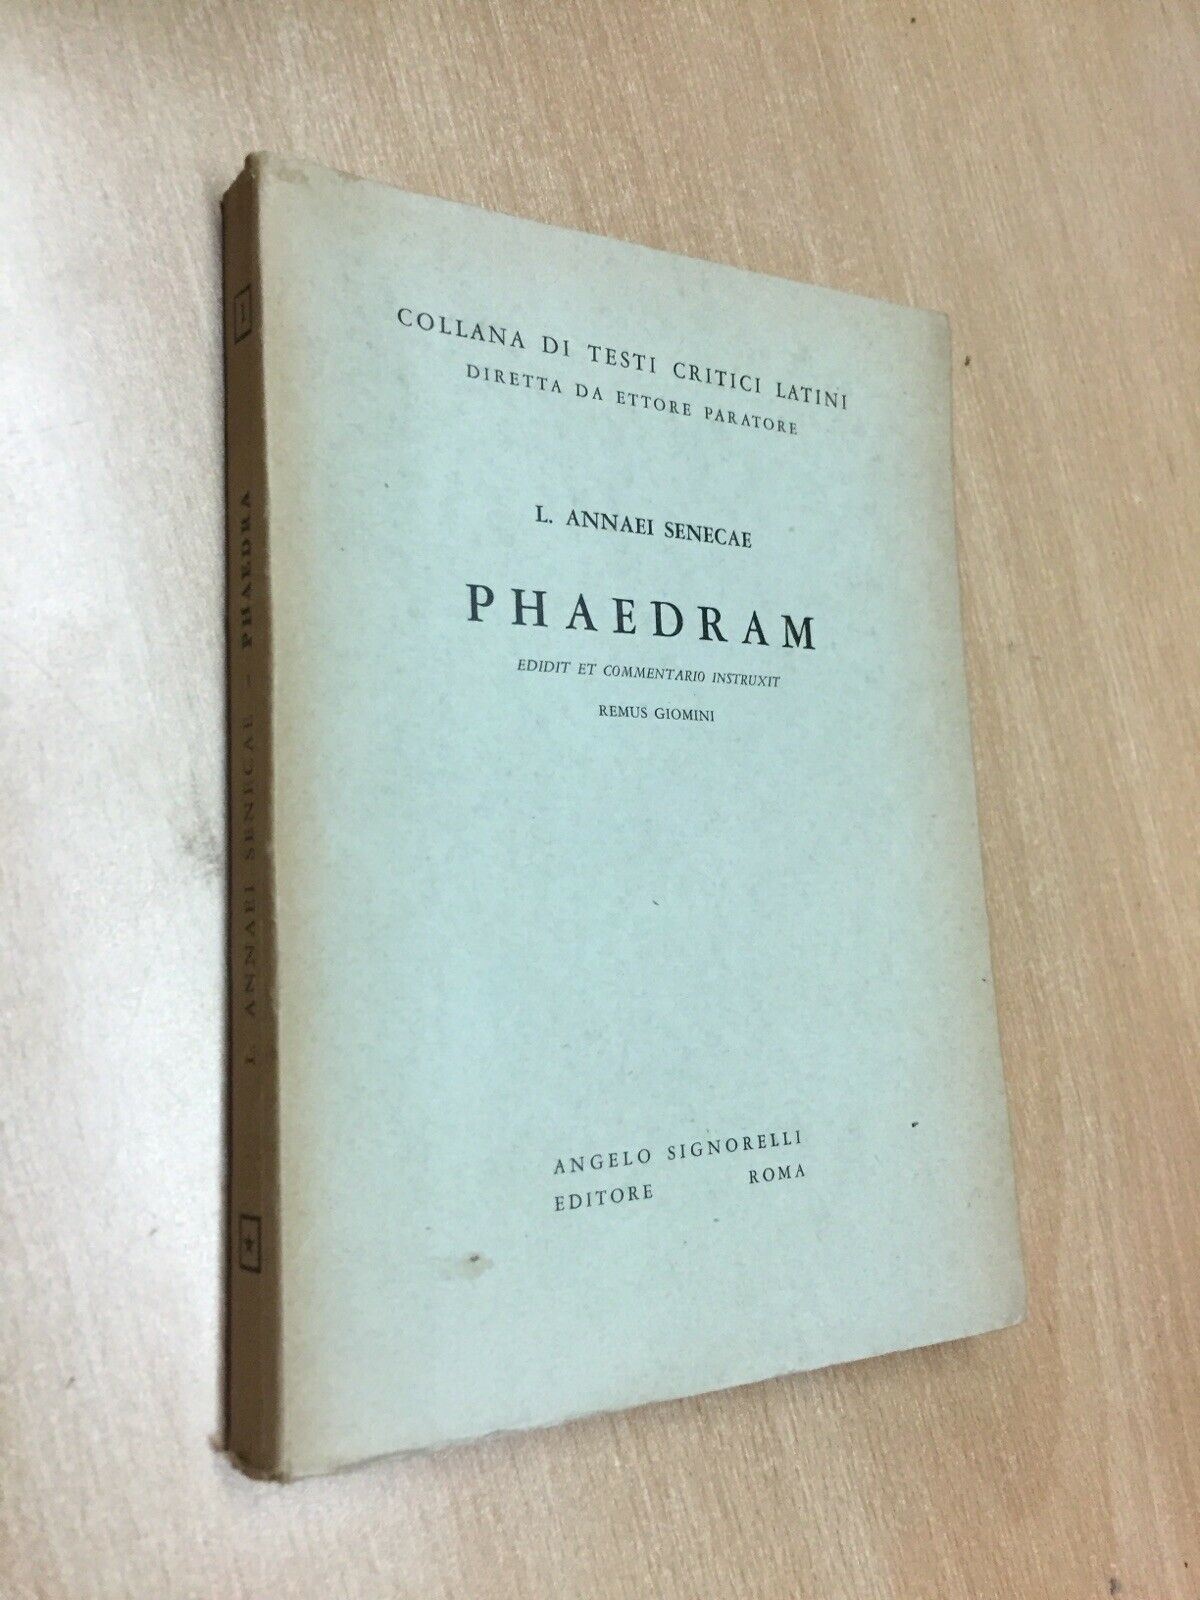 COLLANA DI TESTI CRITICI LATINI
DIRETTA DA ETTORE PARATORE
L. ANNAEI SENECAE
PHAEDRAM
EDIDIT ET COMMENTARIO INSTRUXIT
REMUS GIOMINI
ANGELO SIGNORELLI
EDITORE ROMA
L. ANNAEI SENECAE - PHAEDRA